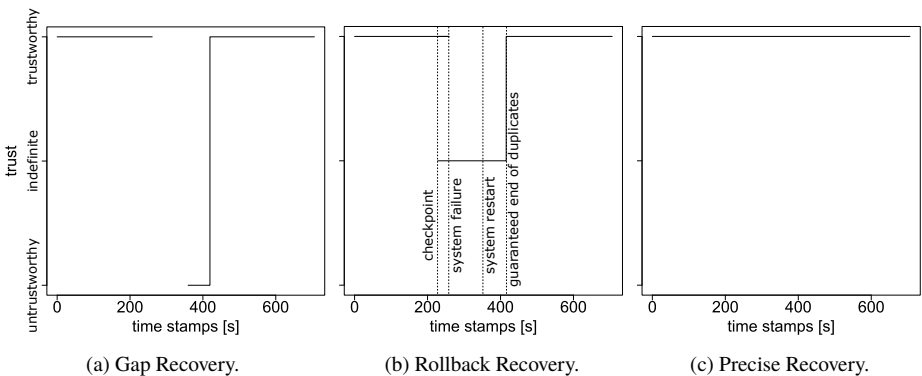 trust
untrustworthy indefinite trustworthy
0 200 400 600
time stamps [s]
(a) Gap Recovery.
checkpoint
system failure
system restart
guaranteed end of duplicates
0 200 400 600
time stamps [s]
(b) Rollback Recovery.
0 200 400 600
time stamps [s]
(c) Precise Recovery.